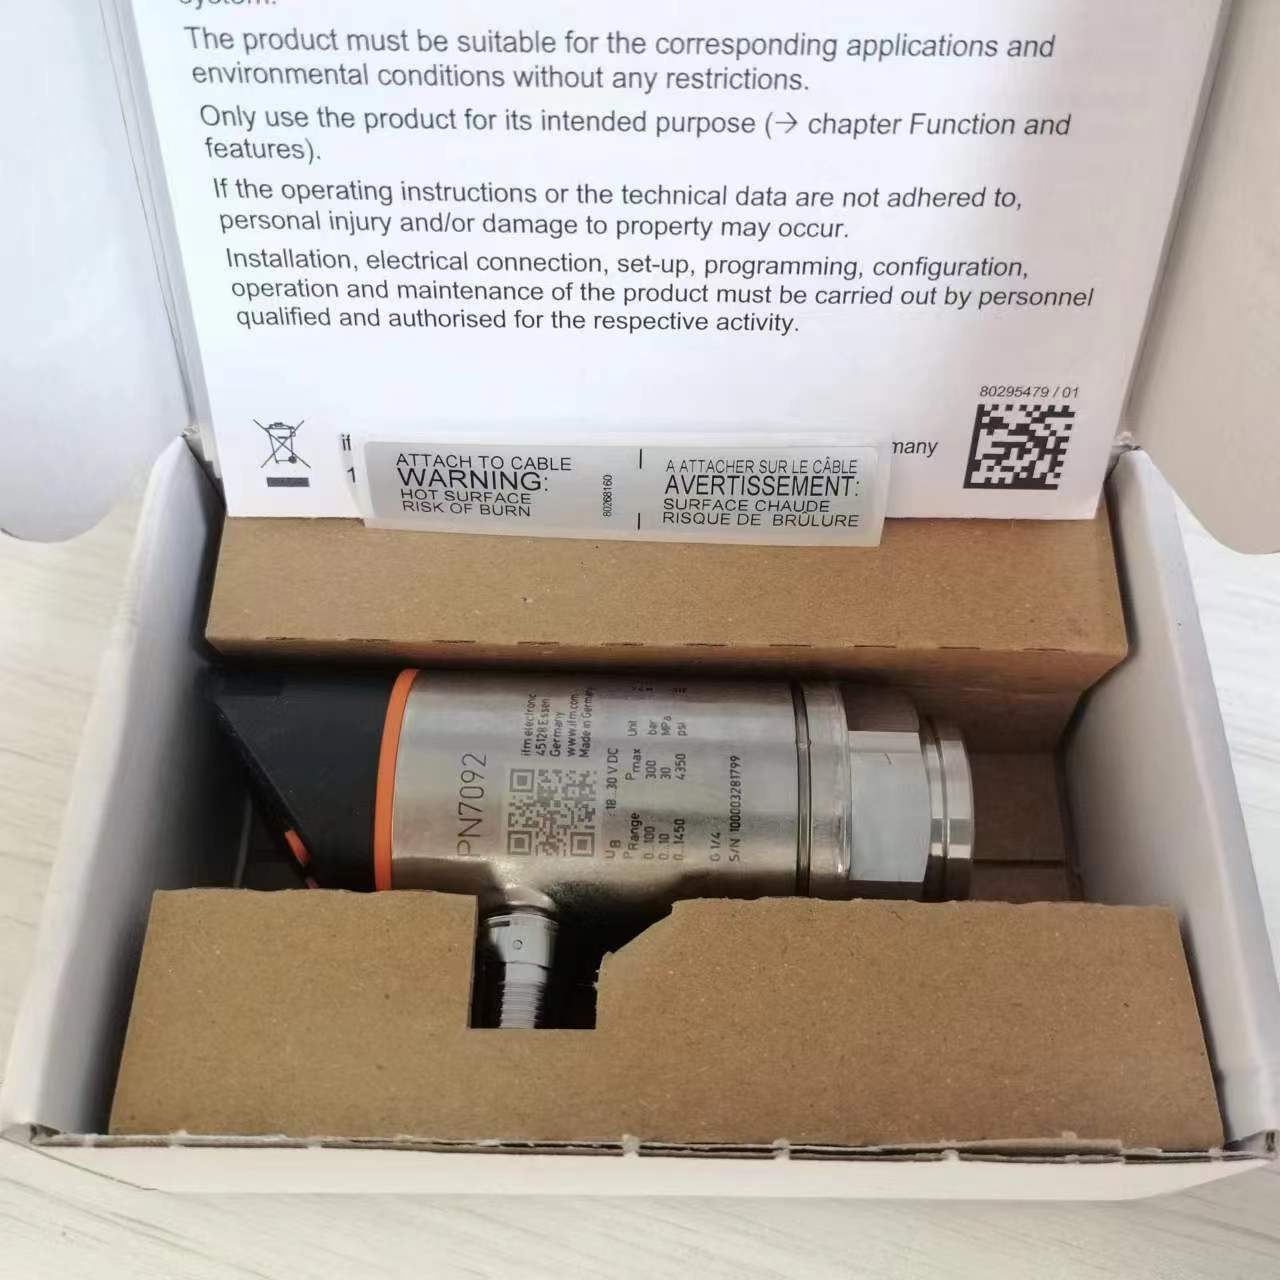 system.
The product must be suitable for the corresponding applications and
environmental conditions without any restrictions.
Only use the product for its intended purpose (→ chapter Function and
features).
If the operating instructions or the technical data are not adhered to,
personal injury and/or damage to property may occur.
Installation, electrical connection, set-up, programming, configuration,
operation and maintenance of the product must be carried out by personnel
qualified and authorised for the respective activity.
80295479 / 01
if
many
1
ATTACH TO CABLE
WARNING:
HOT SURFACE
RISK OF BURN
80268160
A ATTACHER SUR LE CÂBLE
AVERTISSEMENT:
SURFACE CHAUDE
RISQUE DE BRÛLURE
PN7092
ifm electronic
45128 Essen
Germany
www.ifm.com
Made in Germany
UB : 18...30 V DC
PRange Pmax Unit
0...100 300 bar
0...10 30 MPa
0...1450 4350 psi
G 1/4
S/N 100003281799